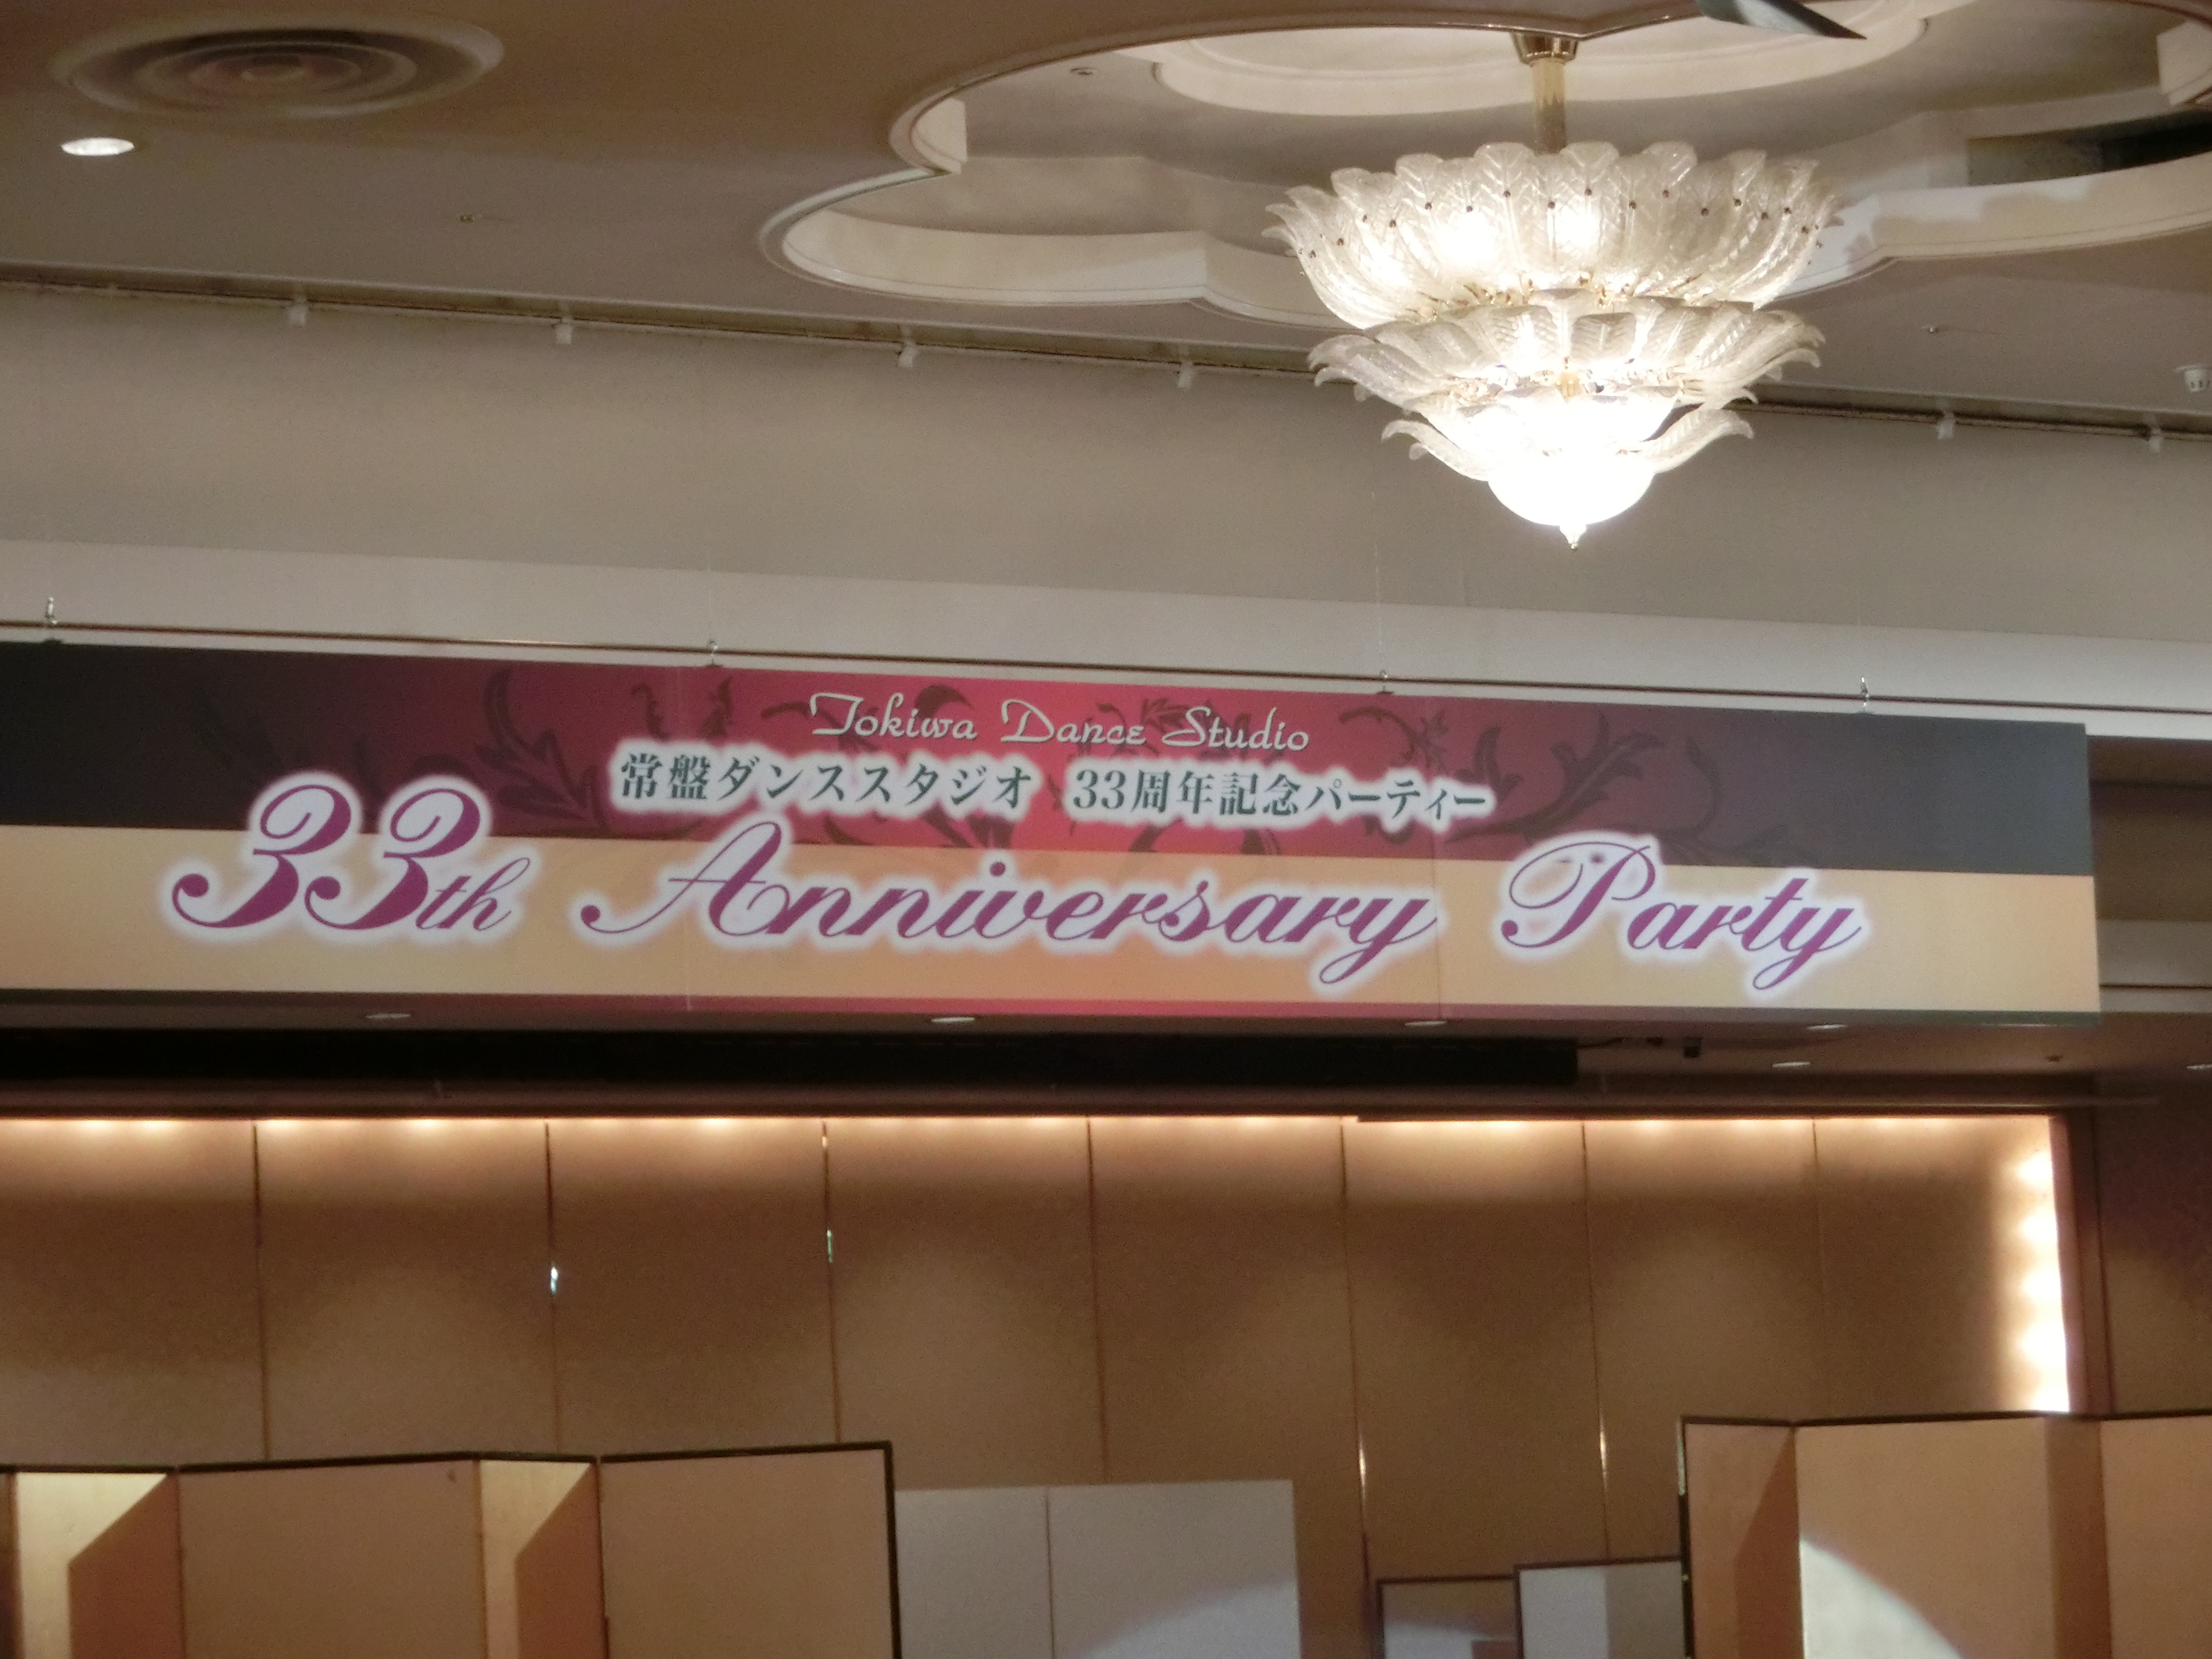 Tokiwa Dance Studio
常盤ダンススタジオ 33周年記念パーティー
33th Anniversary Party